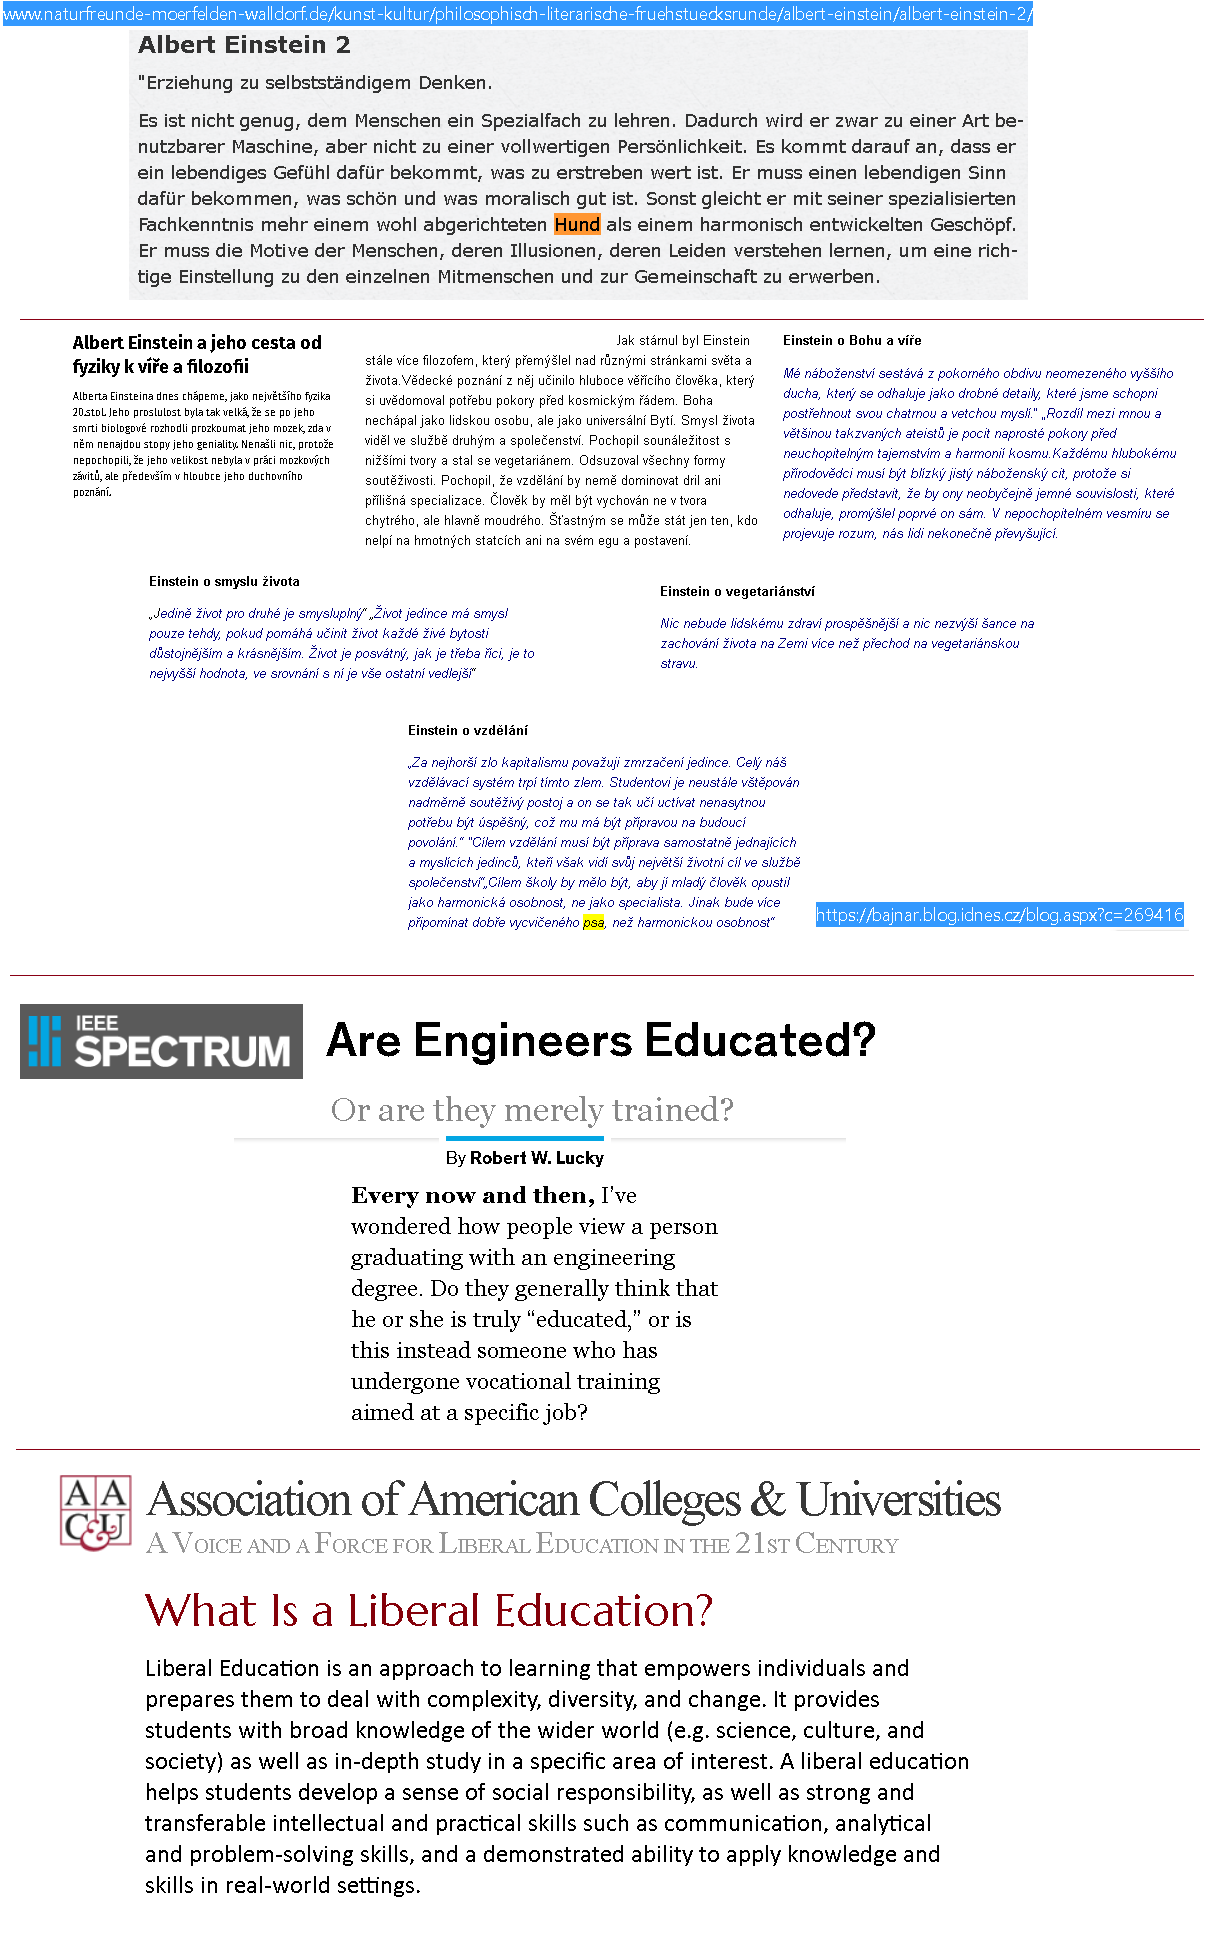 www.naturfreunde-moerfelden-walldorf.de/kunst-kultur/philosophisch-literarische-fruehstuecksrunde/albert-einstein/albert-einstein-2/
Albert Einstein 2
"Erziehung zu selbstständigem Denken.
Es ist nicht genug, dem Menschen ein Spezialfach zu lehren. Dadurch wird er zwar zu einer Art be-
nutzbarer Maschine, aber nicht zu einer vollwertigen Persönlichkeit. Es kommt darauf an, dass er
ein lebendiges Gefühl dafür bekommt, was zu erstreben wert ist. Er muss einen lebendigen Sinn
dafür bekommen, was schön und was moralisch gut ist. Sonst gleicht er mit seiner spezialisierten
Fachkenntnis mehr einem wohl abgerichteten Hund als einem harmonisch entwickelten Geschöpf.
Er muss die Motive der Menschen, deren Illusionen, deren Leiden verstehen lernen, um eine rich-
tige Einstellung zu den einzelnen Mitmenschen und zur Gemeinschaft zu erwerben.
Albert Einstein a jeho cesta od
fyziky k víře a filozofii
Alberta Einsteina dnes chápeme, jako největšího fyzika
20.stol. Jeho proslulost byla tak velká, že se po jeho
smrti biologové rozhodli prozkoumat jeho mozek, zda v
něm nenajdou stopy jeho geniality. Nenašli nic, protože
nepochopili, že jeho velikost nebyla v práci mozkových
závitů, ale především v hloubce jeho duchovního
poznání.
Jak stárnul byl Einstein
stále více filozofem, který přemýšlel nad různými stránkami světa a
života.Vědecké poznání z něj učinilo hluboce věřícího člověka, který
si uvědomoval potřebu pokory před kosmickým řádem. Boha
nechápal jako lidskou osobu, ale jako universální Bytí. Smysl života
viděl ve službě druhým a společenství. Pochopil sounáležitost s
nižšími tvory a stal se vegetariánem. Odsuzoval všechny formy
soutěživosti. Pochopil, že vzdělání by nemě dominovat dril ani
přílišná specializace. Člověk by měl být vychován ne v tvora
chytrého, ale hlavně moudrého. Šťastným se může stát jen ten, kdo
nelpí na hmotných statcích ani na svém egu a postavení.
Einstein o Bohu a víře
Mé náboženství sestává z pokorného obdivu neomezeného vyššího
ducha, který se odhaluje jako drobné detaily, které jsme schopni
postřehnout svou chatrnou a vetchou myslí.“ „Rozdíl mezi mnou a
většinou takzvaných ateistů je pocit naprosté pokory před
neuchopitelným tajemstvím a harmonií kosmu.Každému hlubokému
přírodovědci musí být blízký jistý náboženský cit, protože si
nedovede představit, že by ony neobyčejně jemné souvislosti, které
odhaluje, promýšlel poprvé on sám. V nepochopitelném vesmíru se
projevuje rozum, nás lidi nekonečně převyšující.
Einstein o smyslu života
„Jedině život pro druhé je smysluplný“ „Život jedince má smysl
pouze tehdy, pokud pomáhá učinit život každé živé bytosti
důstojnějším a krásnějším. Život je posvátný, jak je třeba říci, je to
nejvyšší hodnota, ve srovnání s ní je vše ostatní vedlejší“
Einstein o vegetariánství
Nic nebude lidskému zdraví prospěšnější a nic nezvýší šance na
zachování života na Zemi více než přechod na vegetariánskou
stravu.
Einstein o vzdělání
„Za nejhorší zlo kapitalismu považuji zmrzačení jedince. Celý náš
vzdělávací systém trpí tímto zlem. Studentovi je neustále vštěpován
nadměrně soutěživý postoj a on se tak učí uctívat nenasytnou
potřebu být úspěšný, což mu má být přípravou na budoucí
povolání.“ "Cílem vzdělání musí být příprava samostatně jednajících
a myslících jedinců, kteří však vidí svůj největší životní cíl ve službě
společenství“„Cílem školy by mělo být, aby ji mladý člověk opustil
jako harmonická osobnost, ne jako specialista. Jinak bude více
připomínat dobře vycvičeného psa, než harmonickou osobnost“
https://bajnar.blog.idnes.cz/blog.aspx?c=269416
IEEE
SPECTRUM
Are Engineers Educated?
Or are they merely trained?
By Robert W. Lucky
Every now and then, I’ve
wondered how people view a person
graduating with an engineering
degree. Do they generally think that
he or she is truly “educated,” or is
this instead someone who has
undergone vocational training
aimed at a specific job?
AA
C&U
Association of American Colleges & Universities
A VOICE AND A FORCE FOR LIBERAL EDUCATION IN THE 21ST CENTURY
What Is a Liberal Education?
Liberal Education is an approach to learning that empowers individuals and
prepares them to deal with complexity, diversity, and change. It provides
students with broad knowledge of the wider world (e.g. science, culture, and
society) as well as in-depth study in a specific area of interest. A liberal education
helps students develop a sense of social responsibility, as well as strong and
transferable intellectual and practical skills such as communication, analytical
and problem-solving skills, and a demonstrated ability to apply knowledge and
skills in real-world settings.